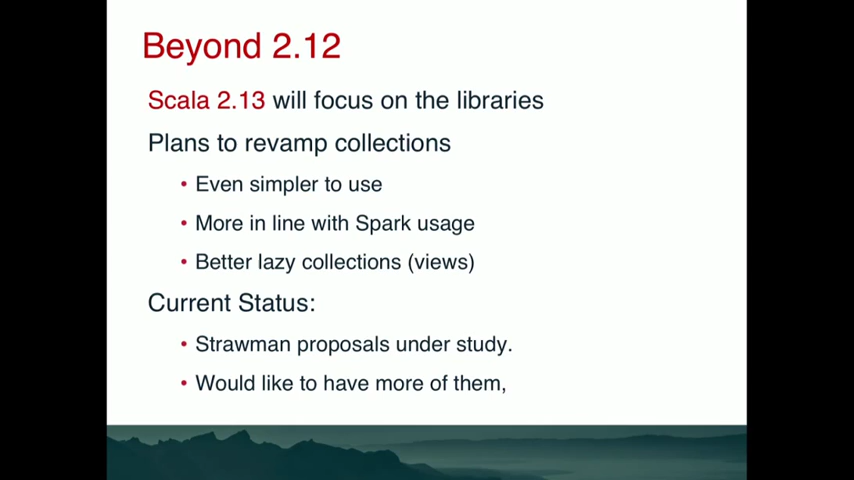 Beyond 2.12
Scala 2.13 will focus on the libraries
Plans to revamp collections
• Even simpler to use
• More in line with Spark usage
• Better lazy collections (views)
Current Status:
• Strawman proposals under study.
• Would like to have more of them,